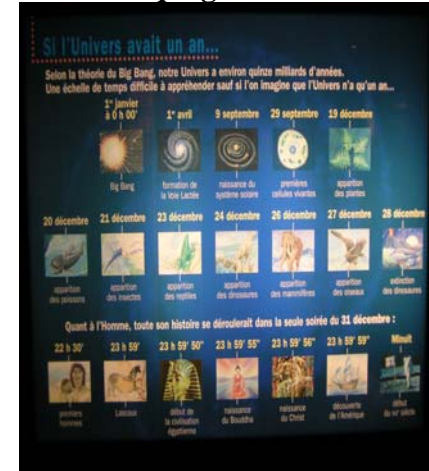 Si l'Univers avait un an...
Selon la théorie du Big Bang, notre Univers a environ quinze milliards d'années.
Une échelle de temps difficile à appréhender sauf si l'on imagine que l'Univers n'a qu'un an...
1er janvier
à 0 h 00'
1er avril
9 septembre
29 septembre
19 décembre
Big Bang
formation de
la Voie Lactée
naissance du
système solaire
premières
cellules vivantes
apparition
des plantes
20 décembre
21 décembre
23 décembre
24 décembre
26 décembre
27 décembre
28 décembre
apparition
des poissons
apparition
des insectes
apparition
des reptiles
apparition
des dinosaures
apparition
des mammifères
apparition
des oiseaux
extinction
des dinosaures
Quant à l'Homme, toute son histoire se déroulerait dans la seule soirée du 31 décembre :
22 h 30'
23 h 59'
23 h 59' 50"
23 h 59' 55"
23 h 59' 56"
23 h 59' 59"
Minuit
premiers
hommes
Lascaux
début de
la civilisation
égyptienne
naissance
du Bouddha
naissance
du Christ
découverte
de l'Amérique
début
du siècle